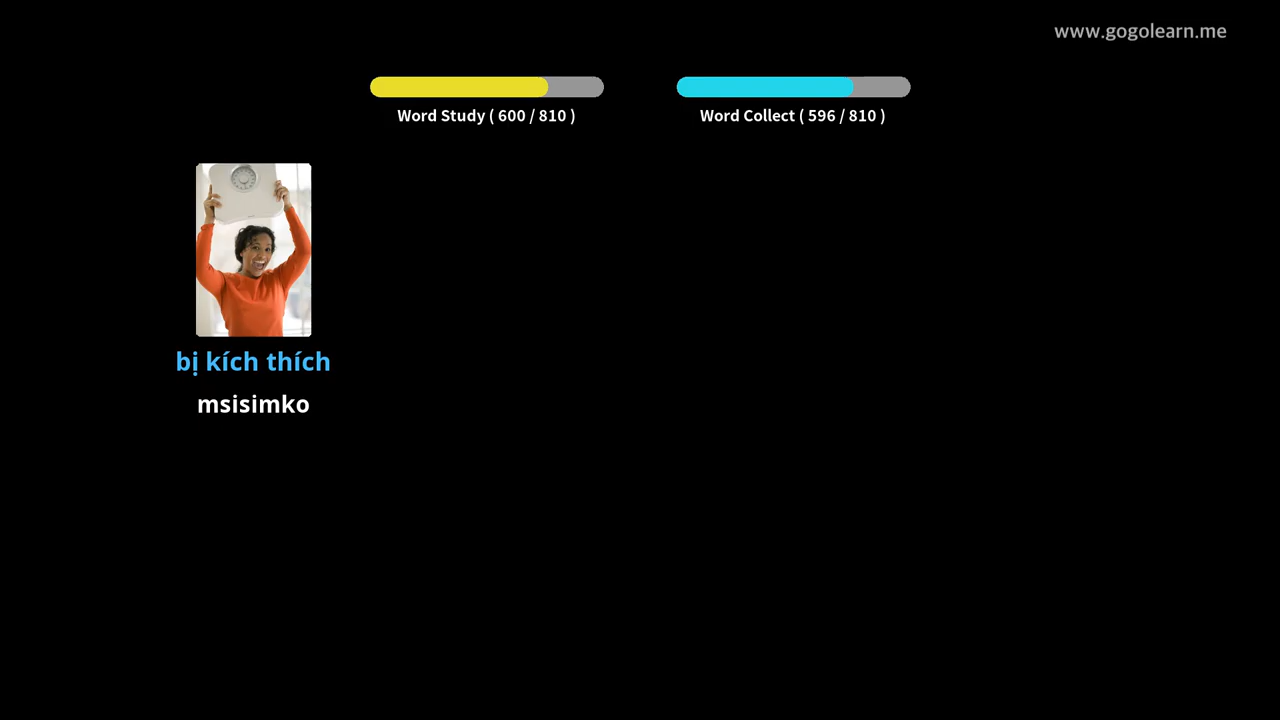 www.gogolearn.me
Word Study ( 600 / 810 )
Word Collect ( 596 / 810 )
bị kích thích
msisimko